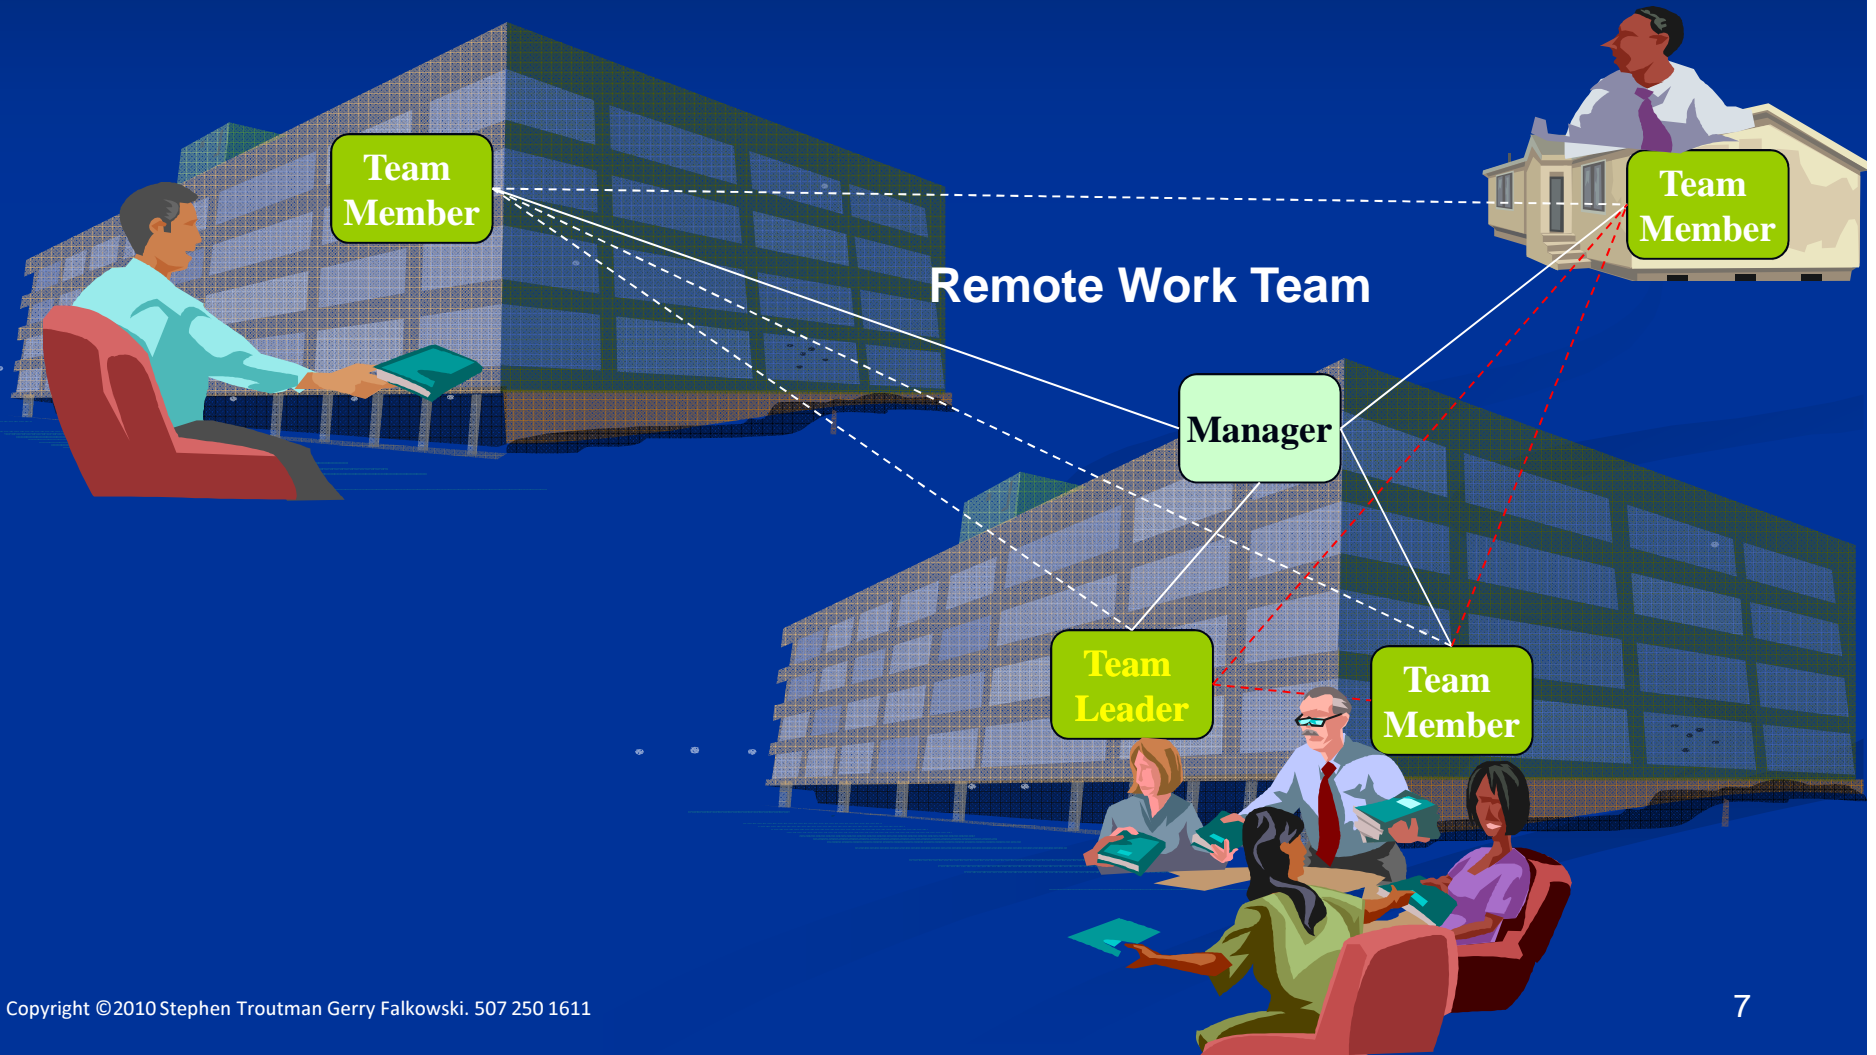 Team
Member
Team
Member
Remote Work Team
Manager
Team
Leader
Team
Member
Copyright ©2010 Stephen Troutman Gerry Falkowski. 507 250 1611
7